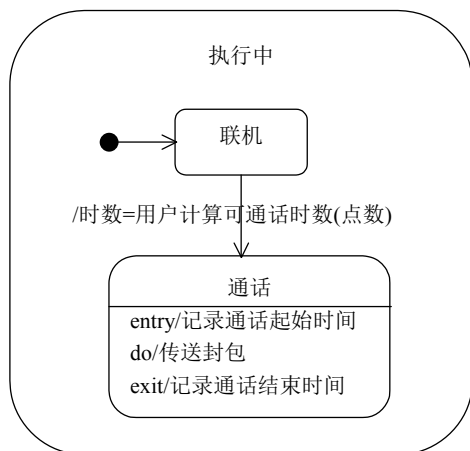 执行中
联机
/时数=用户计算可通话时数(点数)
通话
entry/记录通话起始时间
do/传送封包
exit/记录通话结束时间